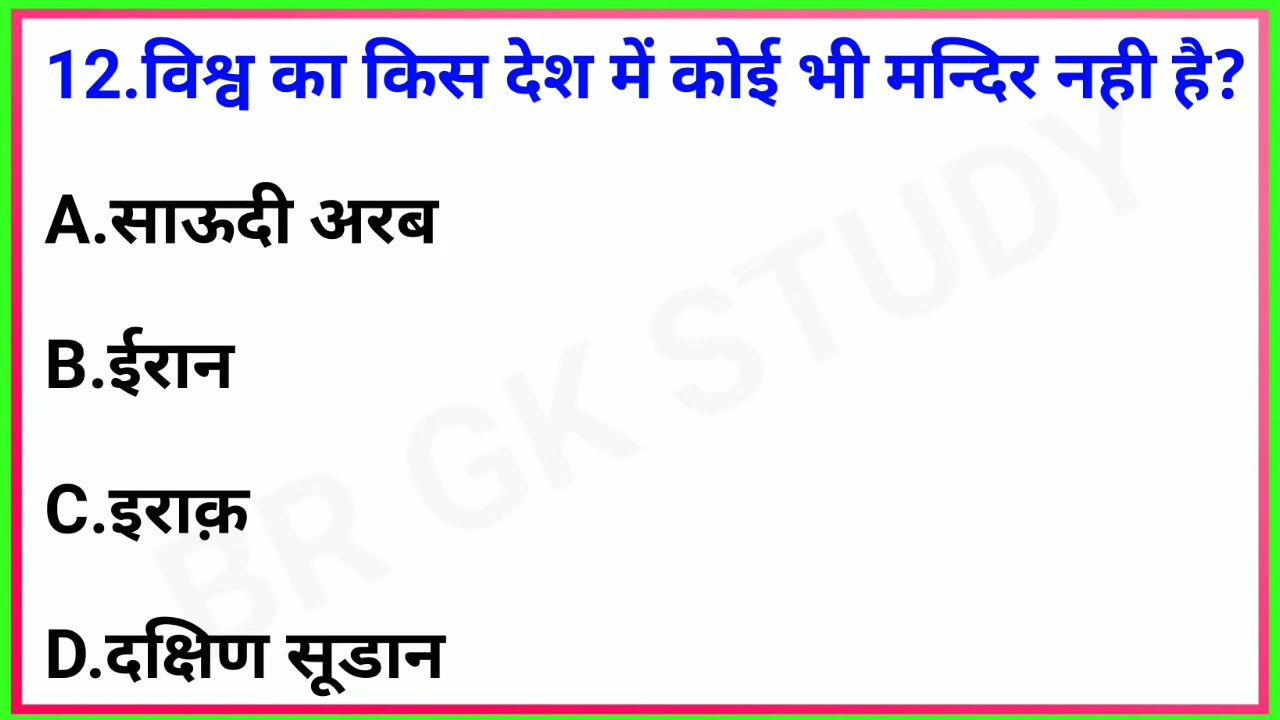 12.विश्व का किस देश में कोई भी मन्दिर नही है?
A.साऊदी अरब
B.ईरान
C.इराक़
D.दक्षिण सूडान
BR GK STUDY